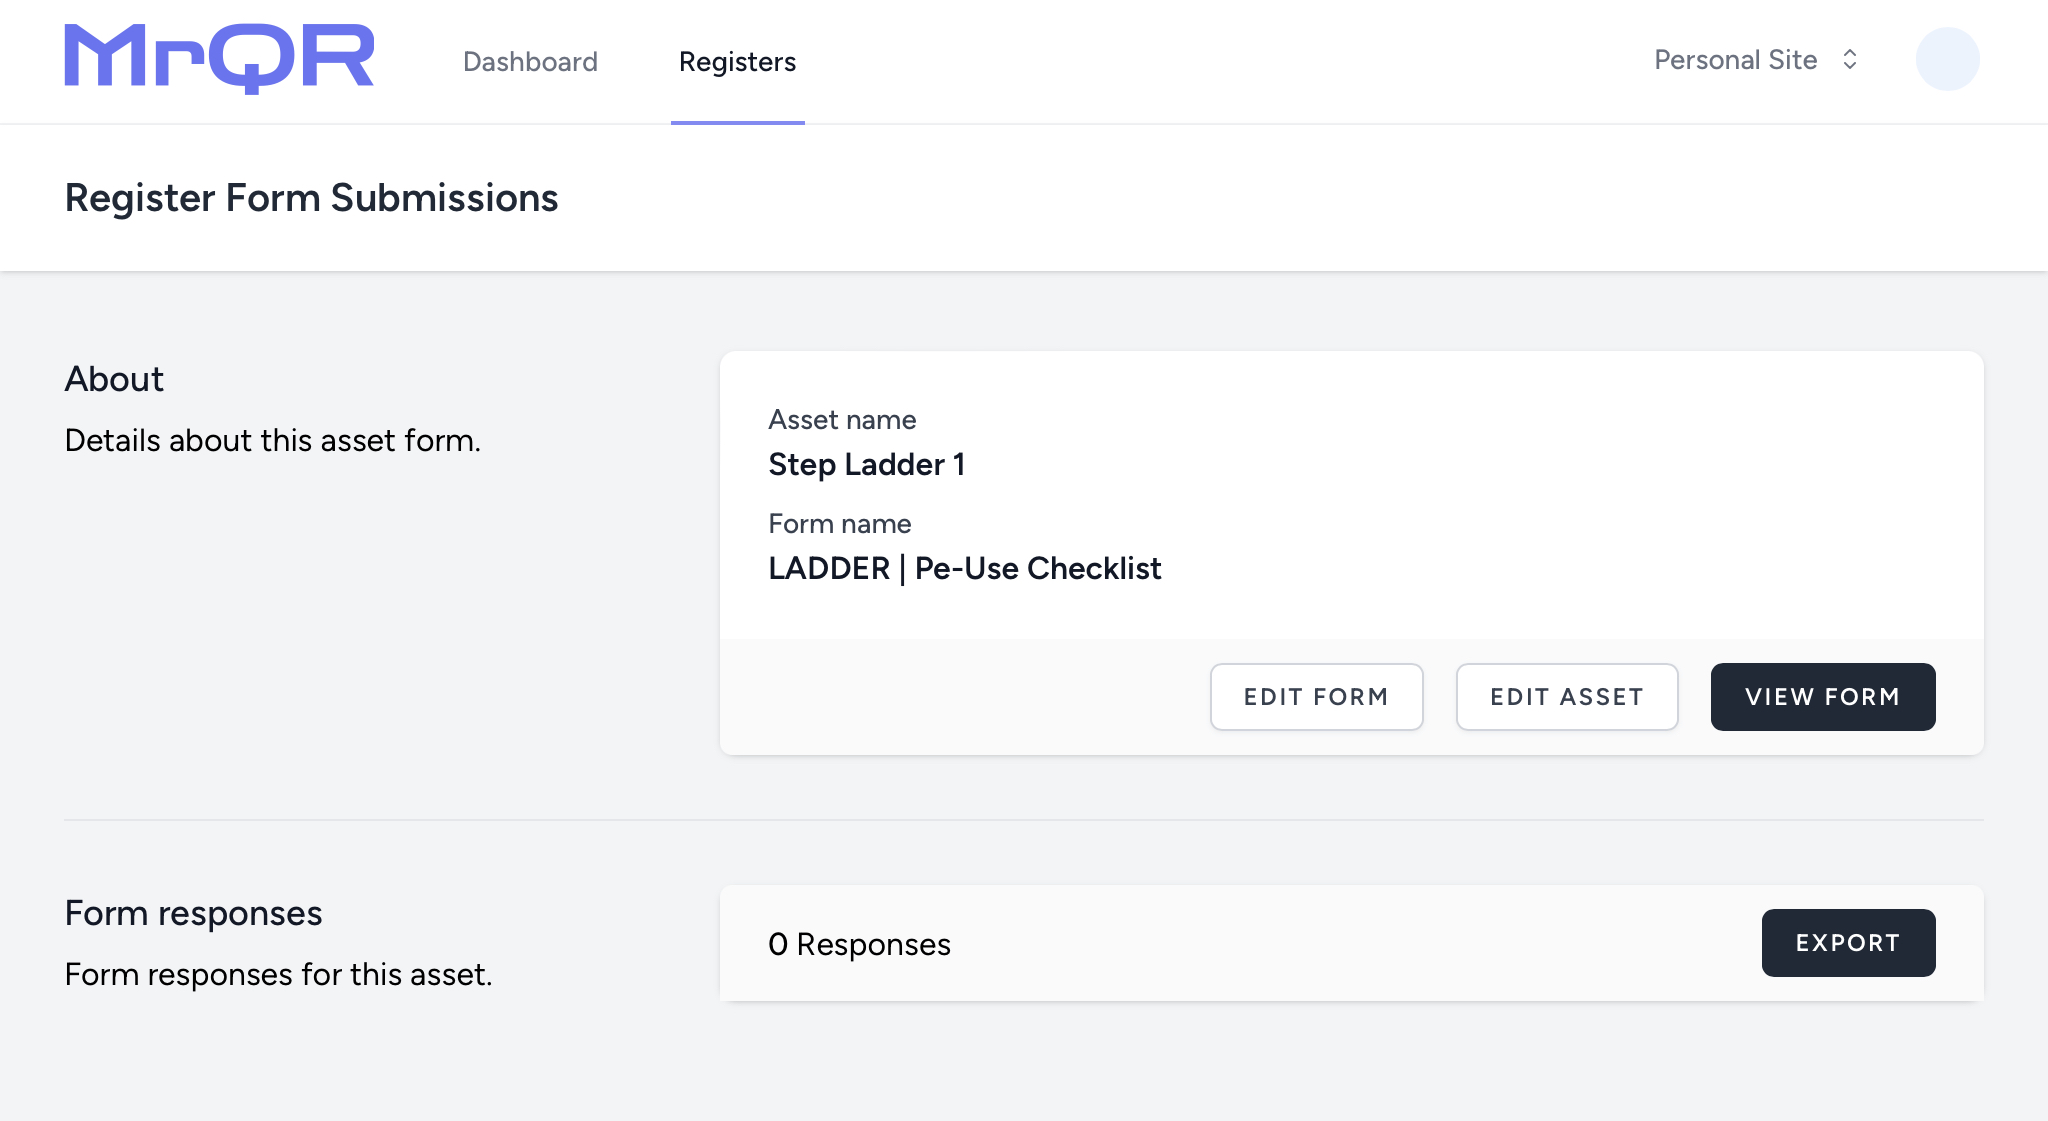 MrQR
Dashboard
Registers
Personal Site
Register Form Submissions
About
Details about this asset form.
Asset name
Step Ladder 1
Form name
LADDER | Pe-Use Checklist
EDIT FORM
EDIT ASSET
VIEW FORM
Form responses
Form responses for this asset.
0 Responses
EXPORT